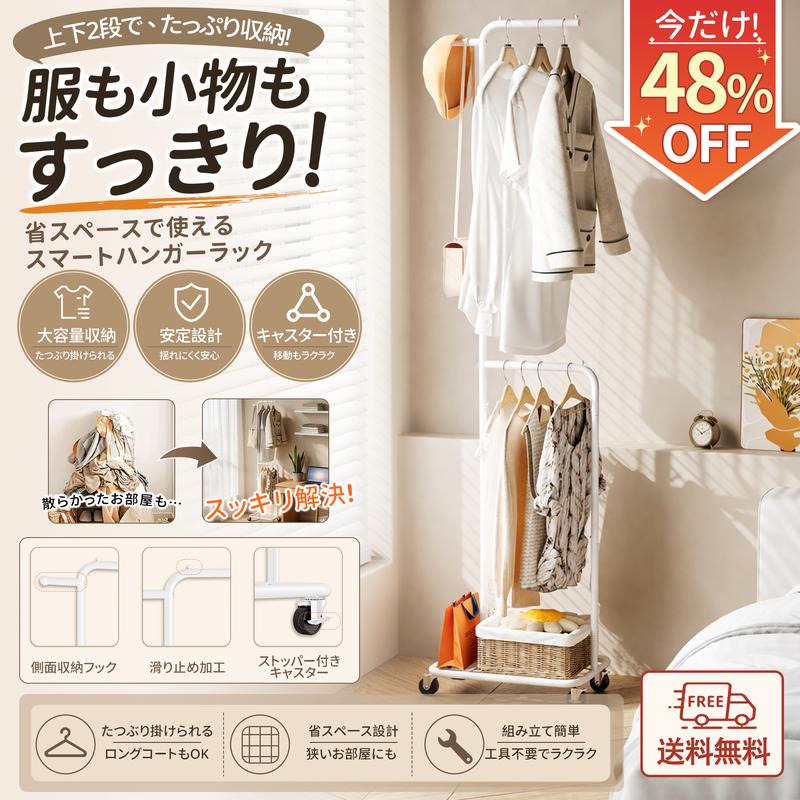 上下2段で、たっぷり収納!
服も小物も
すっきり!
省スペースで使える
スマートハンガーラック
今だけ!
48%
OFF
大容量収納
たっぷり掛けられる
安定設計
揺れにくく安心
キャスター付き
移動もラクラク
散らかったお部屋も…
スッキリ解決!
側面収納フック
滑り止め加工
ストッパー付き
キャスター
たっぷり掛けられる
ロングコートもOK
省スペース設計
狭いお部屋にも
組み立て簡単
工具不要でラクラク
FREE
送料無料